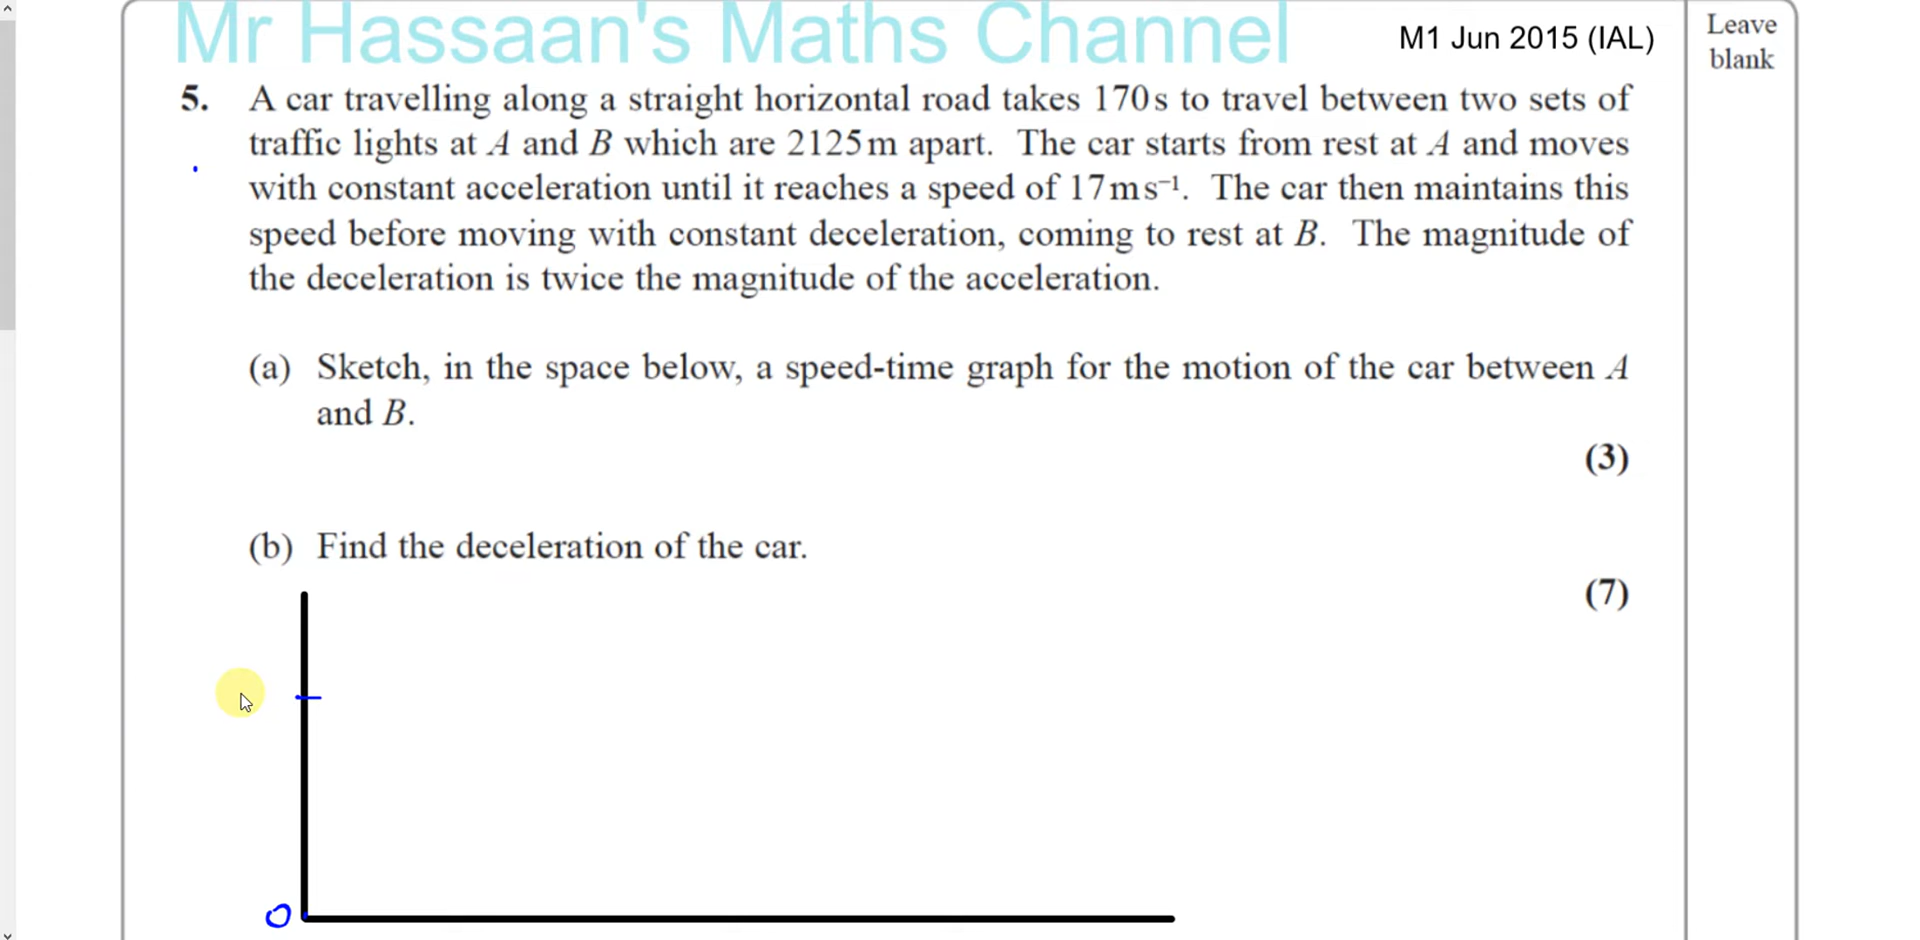 Mr Hassaan's Maths Channel
M1 Jun 2015 (IAL)
Leave
blank
5. A car travelling along a straight horizontal road takes 170 s to travel between two sets of
traffic lights at A and B which are 2125 m apart. The car starts from rest at A and moves
with constant acceleration until it reaches a speed of 17 m s⁻¹. The car then maintains this
speed before moving with constant deceleration, coming to rest at B. The magnitude of
the deceleration is twice the magnitude of the acceleration.
(a) Sketch, in the space below, a speed-time graph for the motion of the car between A
and B.
(3)
(b) Find the deceleration of the car.
(7)
O